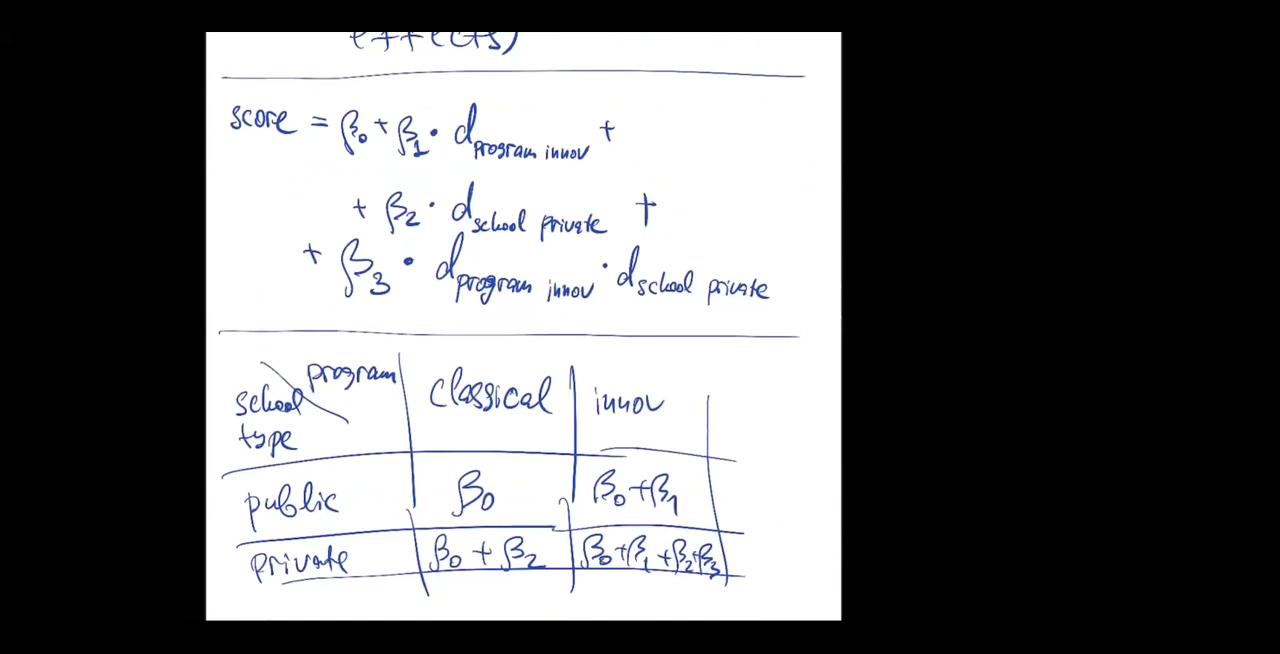 effects)
score = β₀ + β₁ · d program innov +
+ β₂ · d school private +
+ β₃ · d program innov · d school private
program
school type
classical
innov
public
β₀
β₀ + β₁
private
β₀ + β₂
β₀ + β₁ + β₂ + β₃